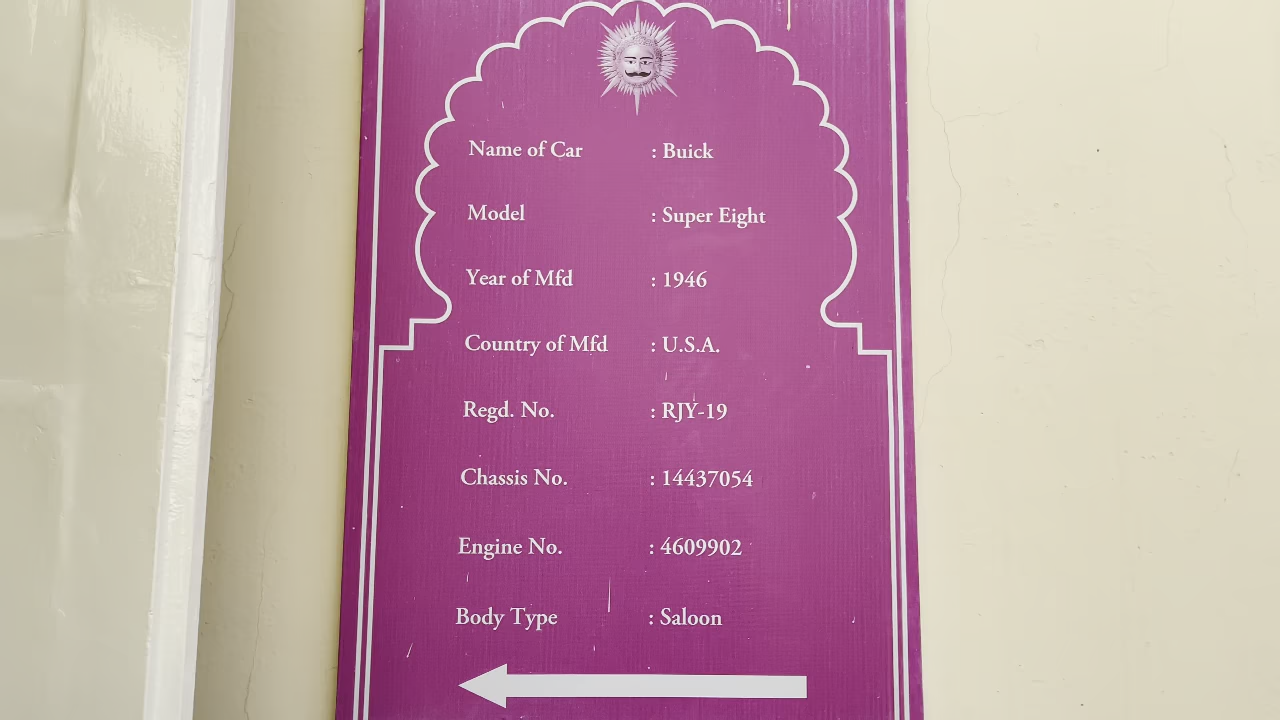 Name of Car : Buick
Model : Super Eight
Year of Mfd : 1946
Country of Mfd : U.S.A.
Regd. No. : RJY-19
Chassis No. : 14437054
Engine No. : 4609902
Body Type : Saloon